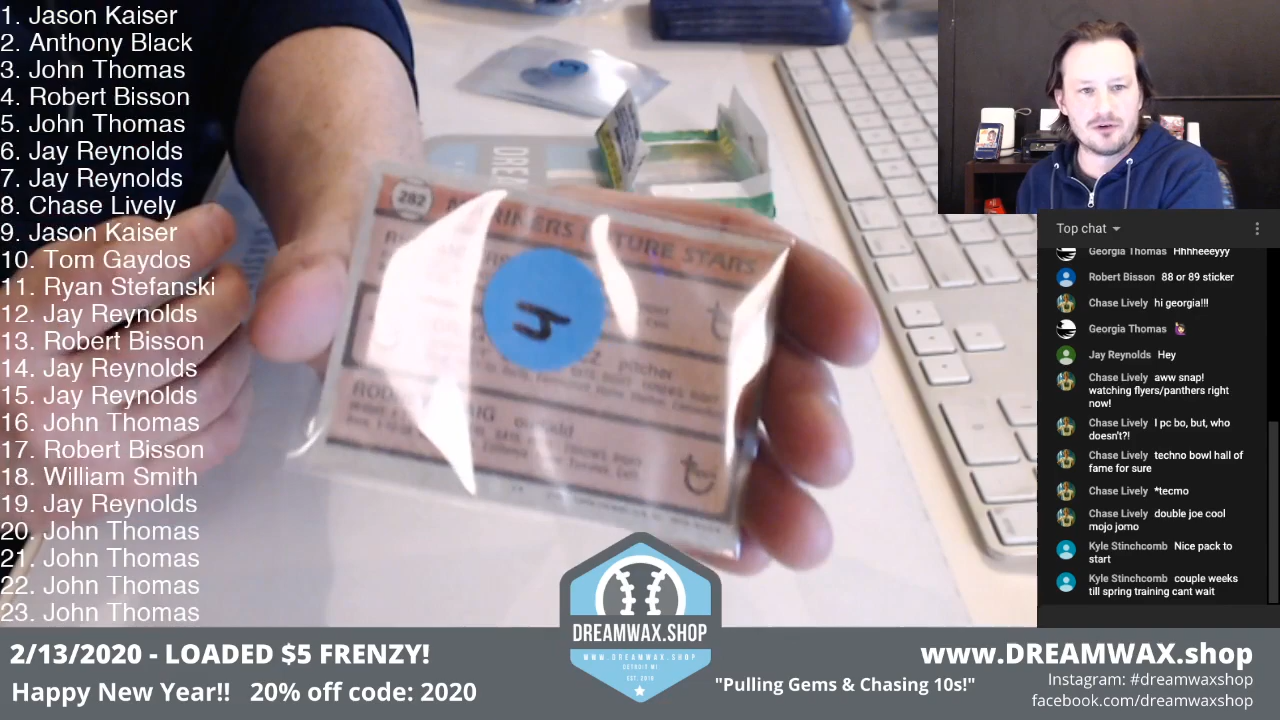 1. Jason Kaiser
2. Anthony Black
3. John Thomas
4. Robert Bisson
5. John Thomas
6. Jay Reynolds
7. Jay Reynolds
8. Chase Lively
9. Jason Kaiser
10. Tom Gaydos
11. Ryan Stefanski
12. Jay Reynolds
13. Robert Bisson
14. Jay Reynolds
15. Jay Reynolds
16. John Thomas
17. Robert Bisson
18. William Smith
19. Jay Reynolds
20. John Thomas
21. John Thomas
22. John Thomas
23. John Thomas
282 MARINERS FUTURE STARS
pitcher
Top chat
Georgia Thomas Hhhheeeyyy
Robert Bisson 88 or 89 sticker
Chase Lively hi georgia!!!
Georgia Thomas
Jay Reynolds Hey
Chase Lively aww snap!
watching flyers/panthers right
now!
Chase Lively I pc bo, but, who
doesn't?!
Chase Lively techno bowl hall of
fame for sure
Chase Lively *tecmo
Chase Lively double joe cool
mojo jomo
Kyle Stinchcomb Nice pack to
start
Kyle Stinchcomb couple weeks
till spring training cant wait
DREAMWAX.SHOP
WWW.DREAMWAX.SHOP
DETROIT MI
EST. 2016
2/13/2020 - LOADED $5 FRENZY!
Happy New Year!! 20% off code: 2020
"Pulling Gems & Chasing 10s!"
www.DREAMWAX.shop
Instagram: #dreamwaxshop
facebook.com/dreamwaxshop